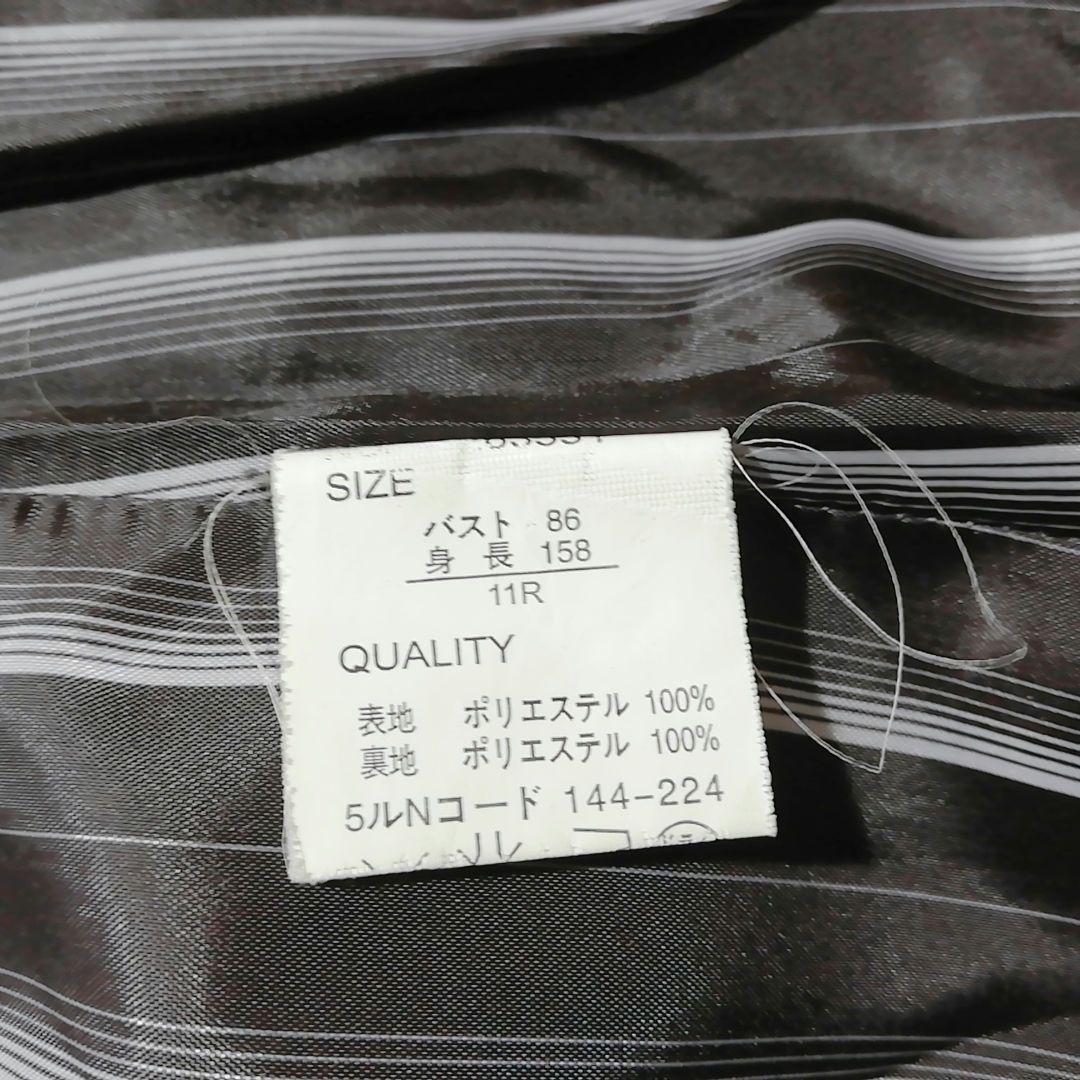 SIZE
バスト 86
身長 158
11R
QUALITY
表地 ポリエステル 100%
裏地 ポリエステル 100%
5ルNコード 144-224